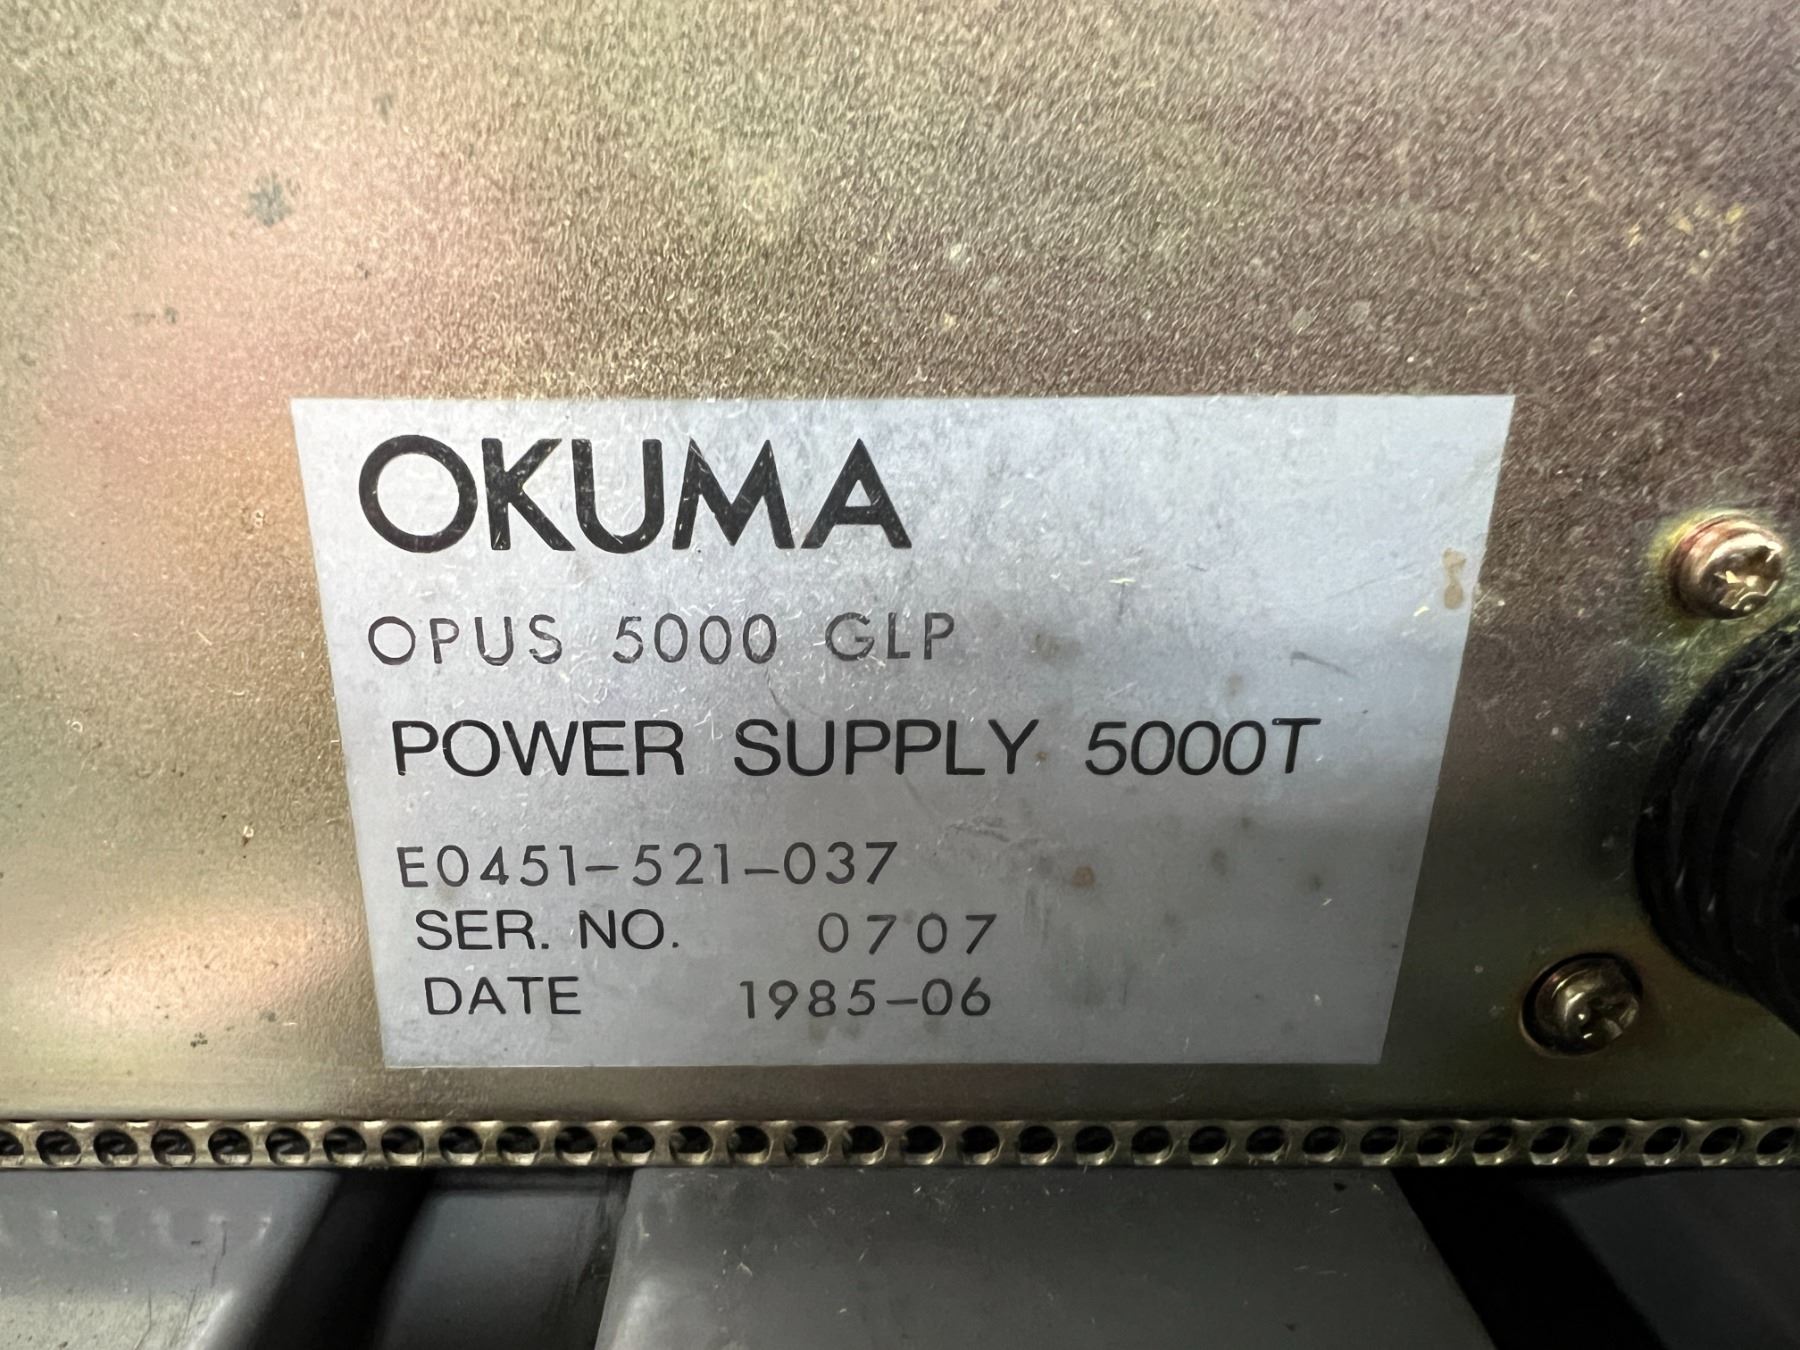 OKUMA
OPUS 5000 GLP
POWER SUPPLY 5000T
E0451-521-037
SER. NO. 0707
DATE 1985-06